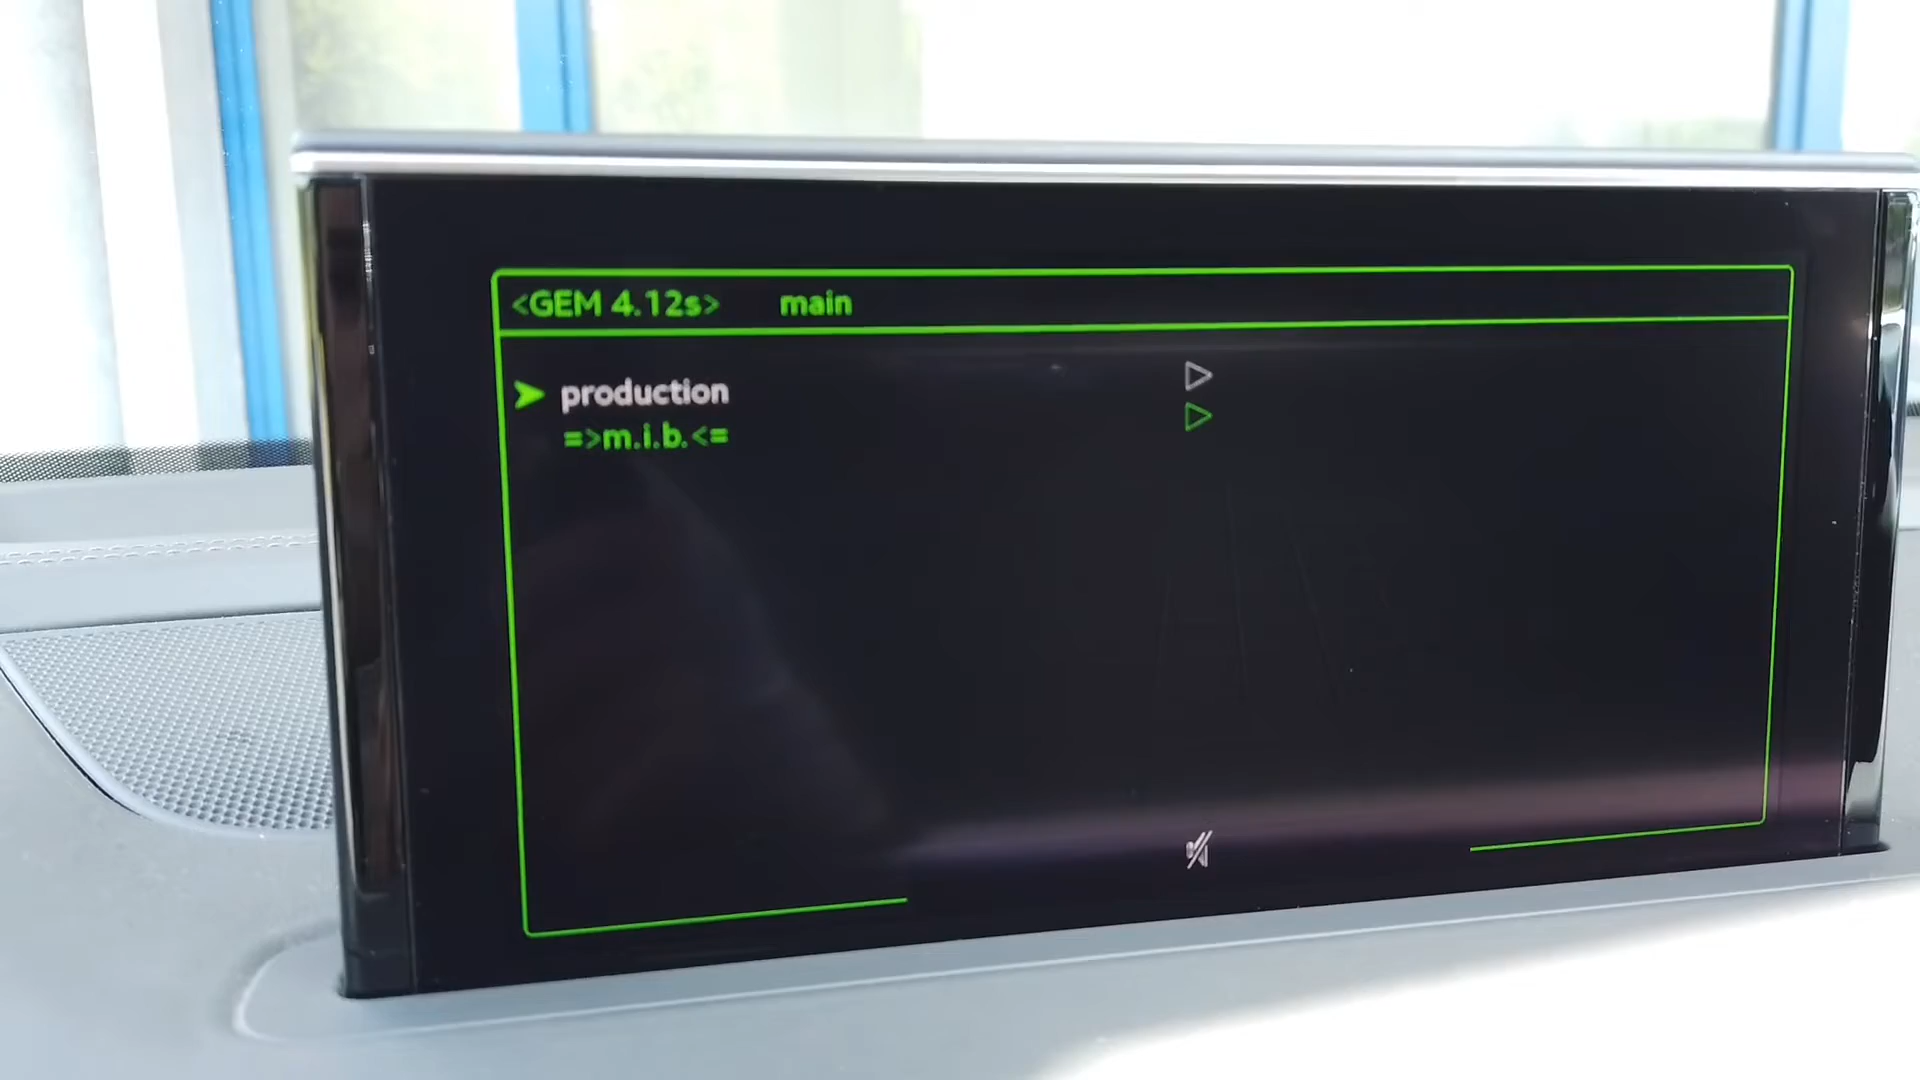 <GEM 4.12s> main
production
=>m.i.b.<=